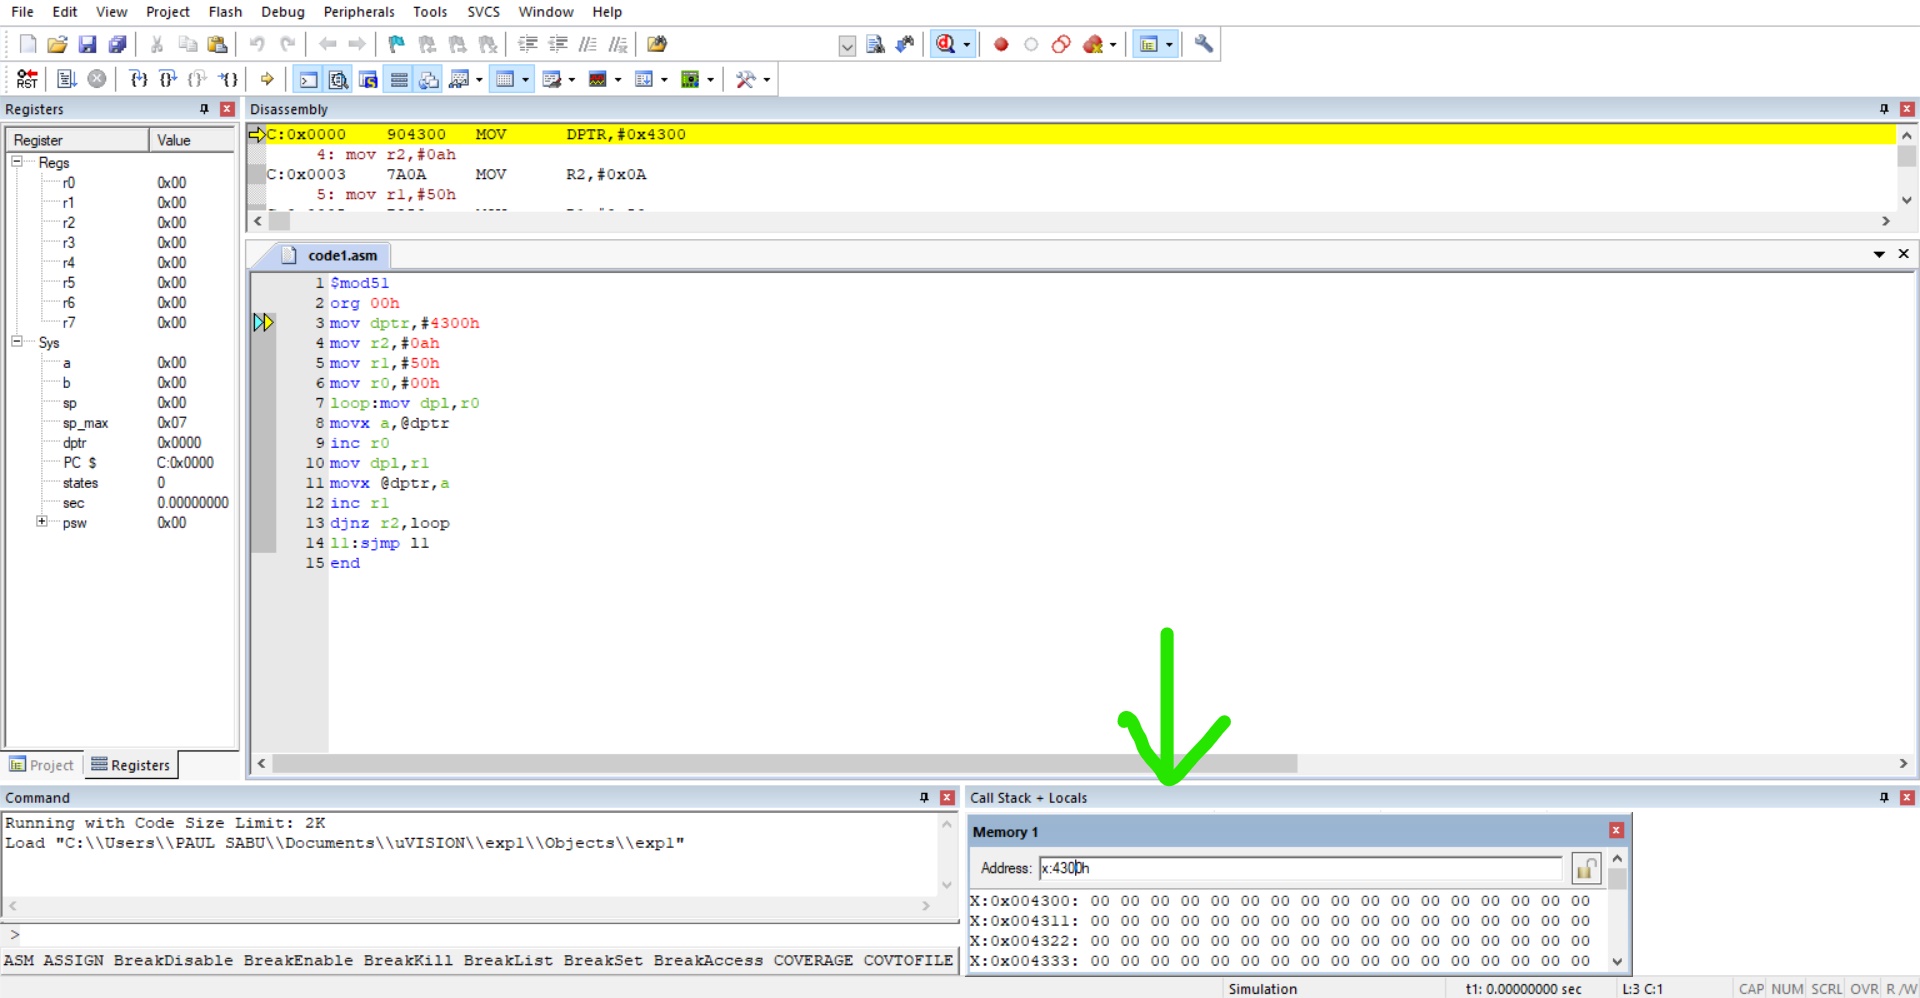 File Edit View Project Flash Debug Peripherals Tools SVCS Window Help
RST
Registers
Register Value
Regs
r0 0x00
r1 0x00
r2 0x00
r3 0x00
r4 0x00
r5 0x00
r6 0x00
r7 0x00
Sys
a 0x00
b 0x00
sp 0x00
sp_max 0x07
dptr 0x0000
PC $ C:0x0000
states 0
sec 0.00000000
psw 0x00
Project Registers
Disassembly
C:0x0000 904300 MOV DPTR,#0x4300
4: mov r2,#0ah
C:0x0003 7A0A MOV R2,#0x0A
5: mov r1,#50h
code1.asm
1 $mod51
2 org 00h
3 mov dptr,#4300h
4 mov r2,#0ah
5 mov r1,#50h
6 mov r0,#00h
7 loop:mov dpl,r0
8 movx a,@dptr
9 inc r0
10 mov dpl,r1
11 movx @dptr,a
12 inc r1
13 djnz r2,loop
14 l1:sjmp l1
15 end
Command
Running with Code Size Limit: 2K
Load "C:\\Users\\PAUL SABU\\Documents\\uVISION\\exp1\\Objects\\exp1"
>
ASM ASSIGN BreakDisable BreakEnable BreakKill BreakList BreakSet BreakAccess COVERAGE COVTOFILE
Call Stack + Locals
Memory 1
Address: x:4300h
X:0x004300: 00 00 00 00 00 00 00 00 00 00 00 00 00 00 00 00 00
X:0x004311: 00 00 00 00 00 00 00 00 00 00 00 00 00 00 00 00 00
X:0x004322: 00 00 00 00 00 00 00 00 00 00 00 00 00 00 00 00 00
X:0x004333: 00 00 00 00 00 00 00 00 00 00 00 00 00 00 00 00 00
Simulation t1: 0.00000000 sec L:3 C:1 CAP NUM SCRL OVR R/W